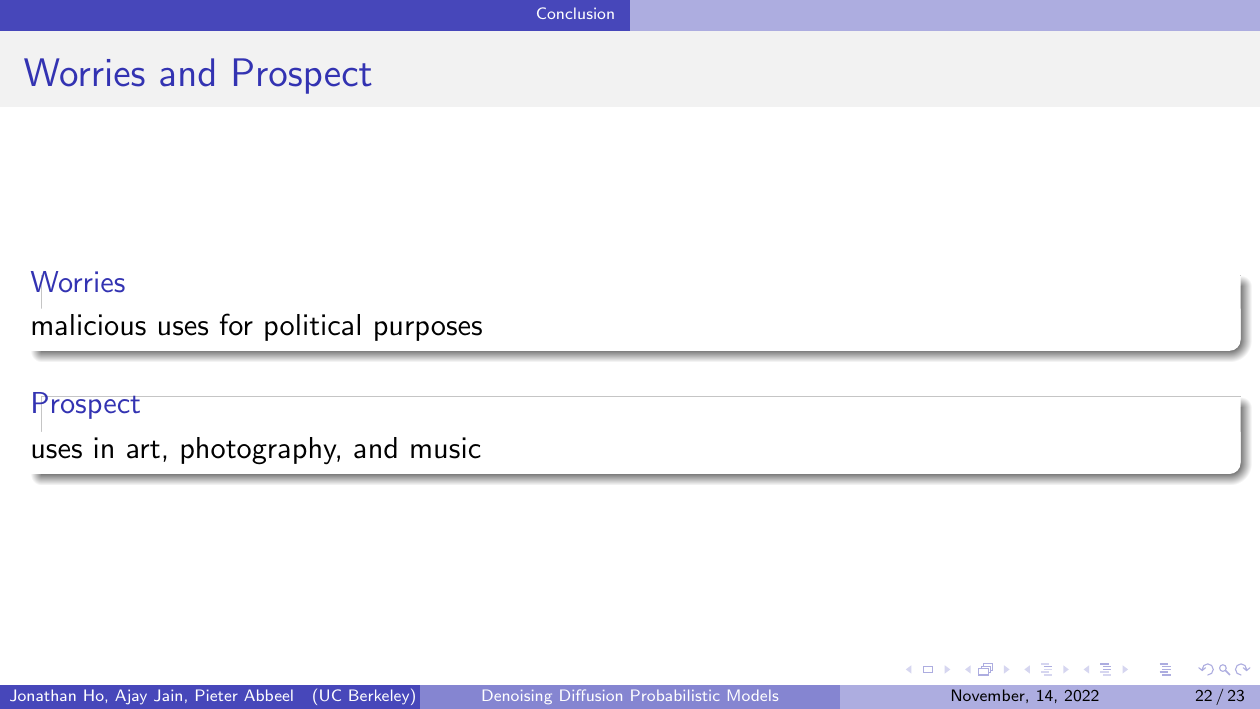 Conclusion
Worries and Prospect
Worries
malicious uses for political purposes
Prospect
uses in art, photography, and music
Jonathan Ho, Ajay Jain, Pieter Abbeel (UC Berkeley) Denoising Diffusion Probabilistic Models November, 14, 2022 22 / 23